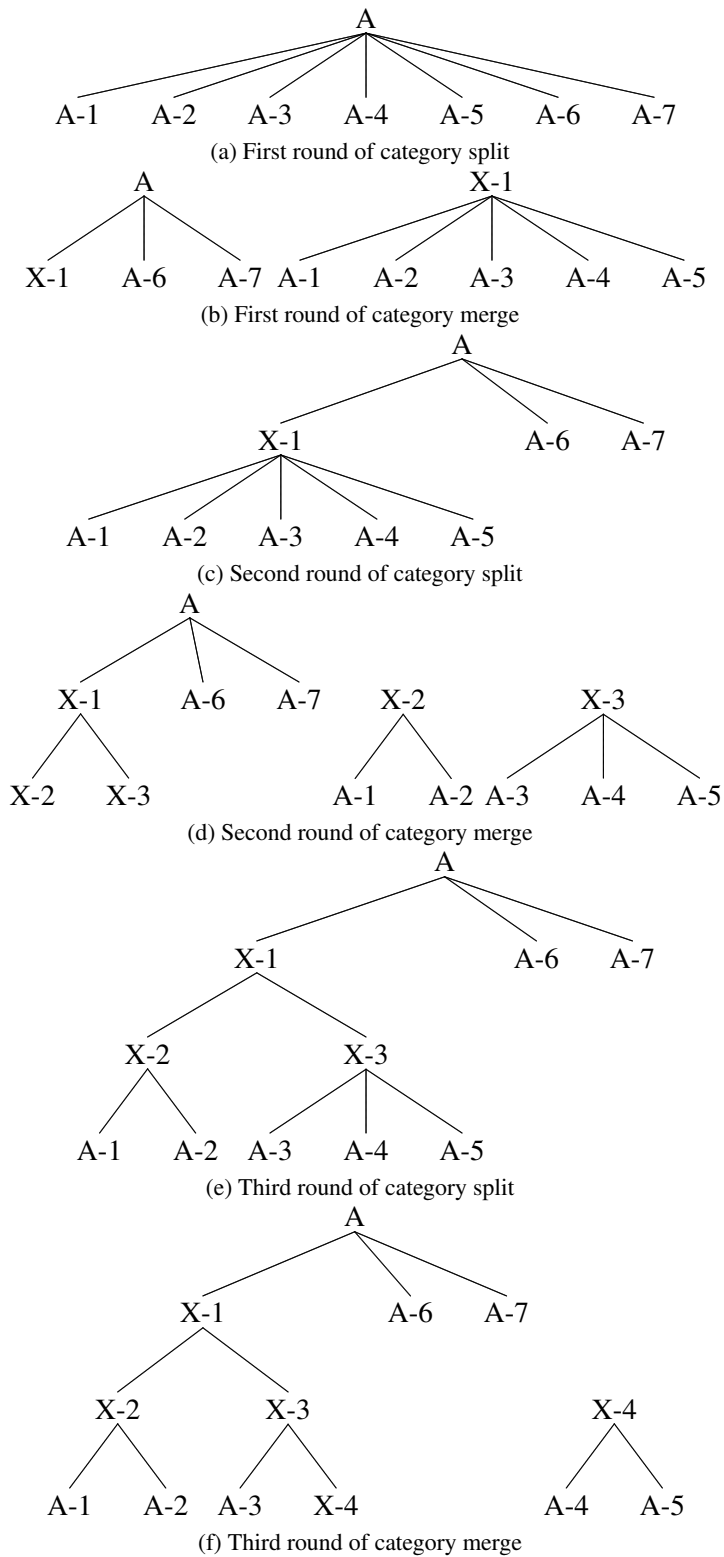 A
A-1 A-2 A-3 A-4 A-5 A-6 A-7
(a) First round of category split
A X-1
X-1 A-6 A-7 A-1 A-2 A-3 A-4 A-5
(b) First round of category merge
A
X-1 A-6 A-7
A-1 A-2 A-3 A-4 A-5
(c) Second round of category split
A
X-1 A-6 A-7 X-2 X-3
X-2 X-3 A-1 A-2 A-3 A-4 A-5
(d) Second round of category merge
A
X-1 A-6 A-7
X-2 X-3
A-1 A-2 A-3 A-4 A-5
(e) Third round of category split
A
X-1 A-6 A-7
X-2 X-3 X-4
A-1 A-2 A-3 X-4 A-4 A-5
(f) Third round of category merge